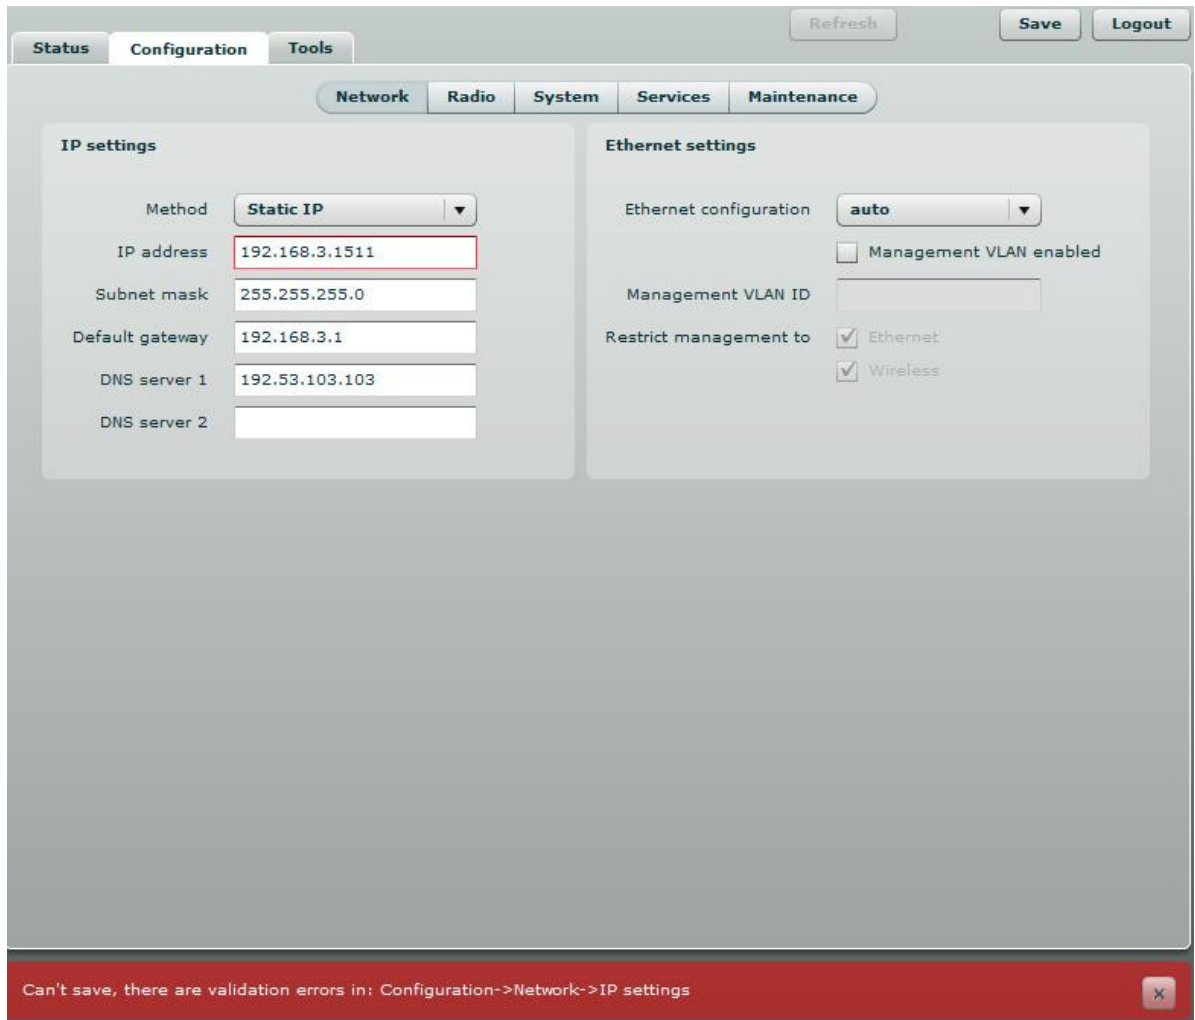 Refresh Save Logout
Status Configuration Tools
Network Radio System Services Maintenance
IP settings
Method Static IP
IP address 192.168.3.1511
Subnet mask 255.255.255.0
Default gateway 192.168.3.1
DNS server 1 192.53.103.103
DNS server 2
Ethernet settings
Ethernet configuration auto
Management VLAN enabled
Management VLAN ID
Restrict management to Ethernet
Wireless
Can't save, there are validation errors in: Configuration->Network->IP settings